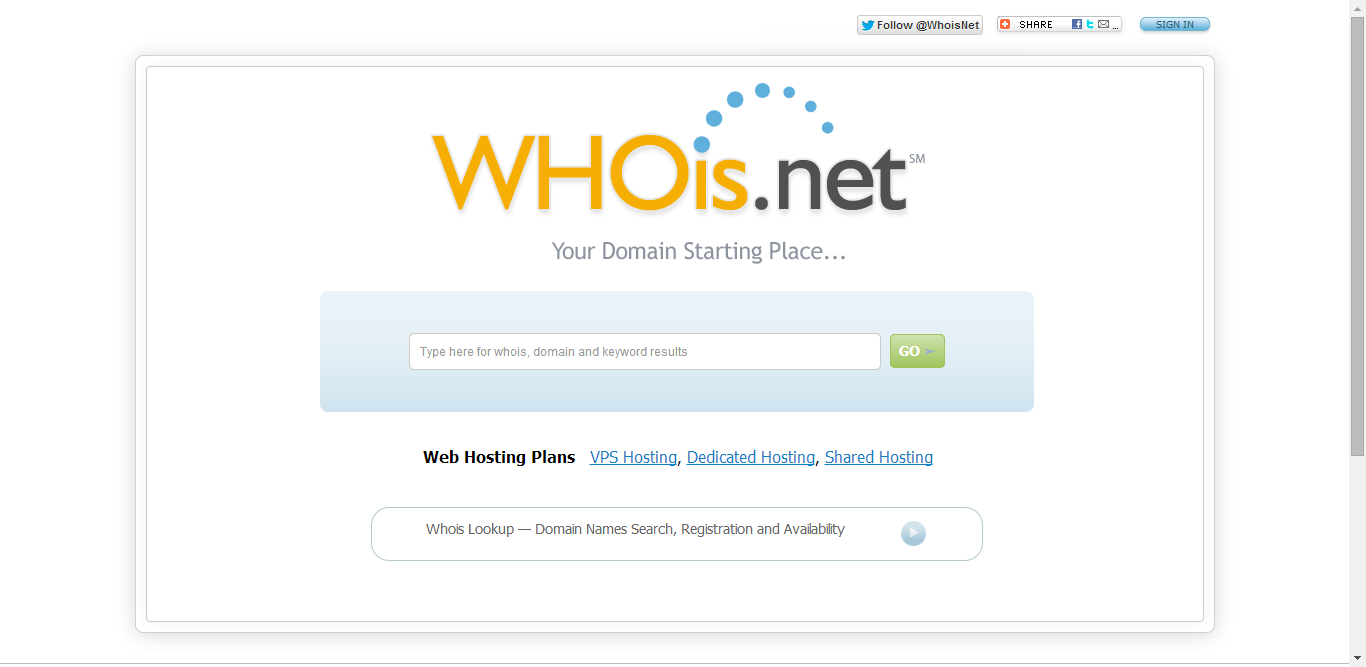 Follow @WhoisNet SHARE ... SIGN IN
WHOis.net SM
Your Domain Starting Place...
Type here for whois, domain and keyword results GO
Web Hosting Plans VPS Hosting, Dedicated Hosting, Shared Hosting
Whois Lookup — Domain Names Search, Registration and Availability